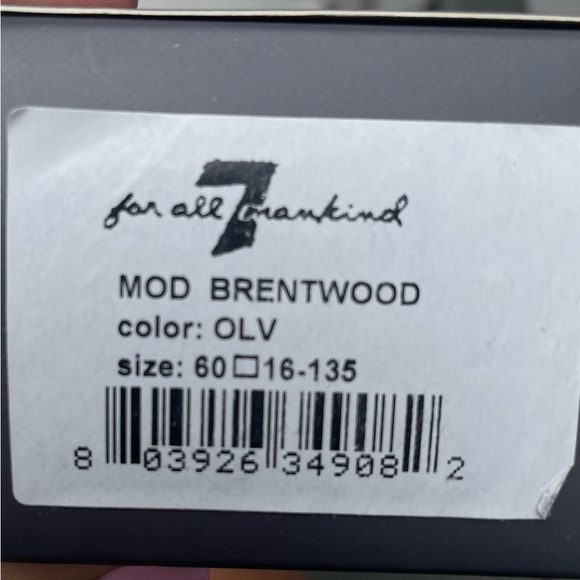 for all 7 mankind
MOD BRENTWOOD
color: OLV
size: 60□16-135
8 03926 34908 2